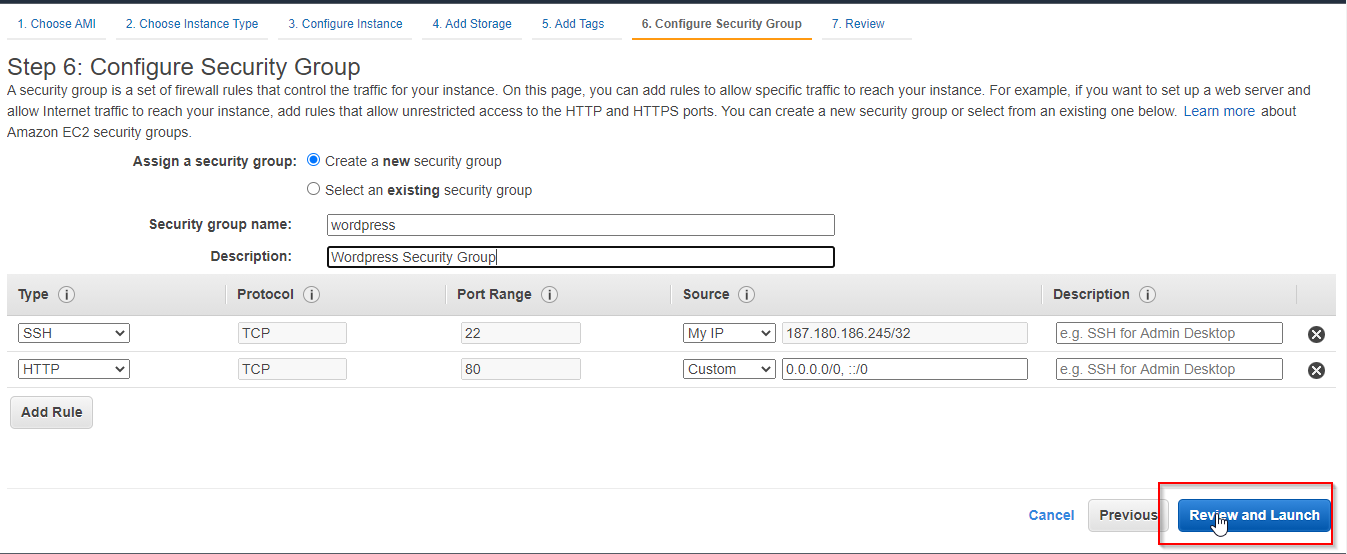 1. Choose AMI 2. Choose Instance Type 3. Configure Instance 4. Add Storage 5. Add Tags 6. Configure Security Group 7. Review
Step 6: Configure Security Group
A security group is a set of firewall rules that control the traffic for your instance. On this page, you can add rules to allow specific traffic to reach your instance. For example, if you want to set up a web server and
allow Internet traffic to reach your instance, add rules that allow unrestricted access to the HTTP and HTTPS ports. You can create a new security group or select from an existing one below. Learn more about
Amazon EC2 security groups.
Assign a security group: Create a new security group
Select an existing security group
Security group name: wordpress
Description: Wordpress Security Group
Type i Protocol i Port Range i Source i Description i
SSH TCP 22 My IP 187.180.186.245/32 e.g. SSH for Admin Desktop
HTTP TCP 80 Custom 0.0.0.0/0, ::/0 e.g. SSH for Admin Desktop
Add Rule
Cancel Previous Review and Launch